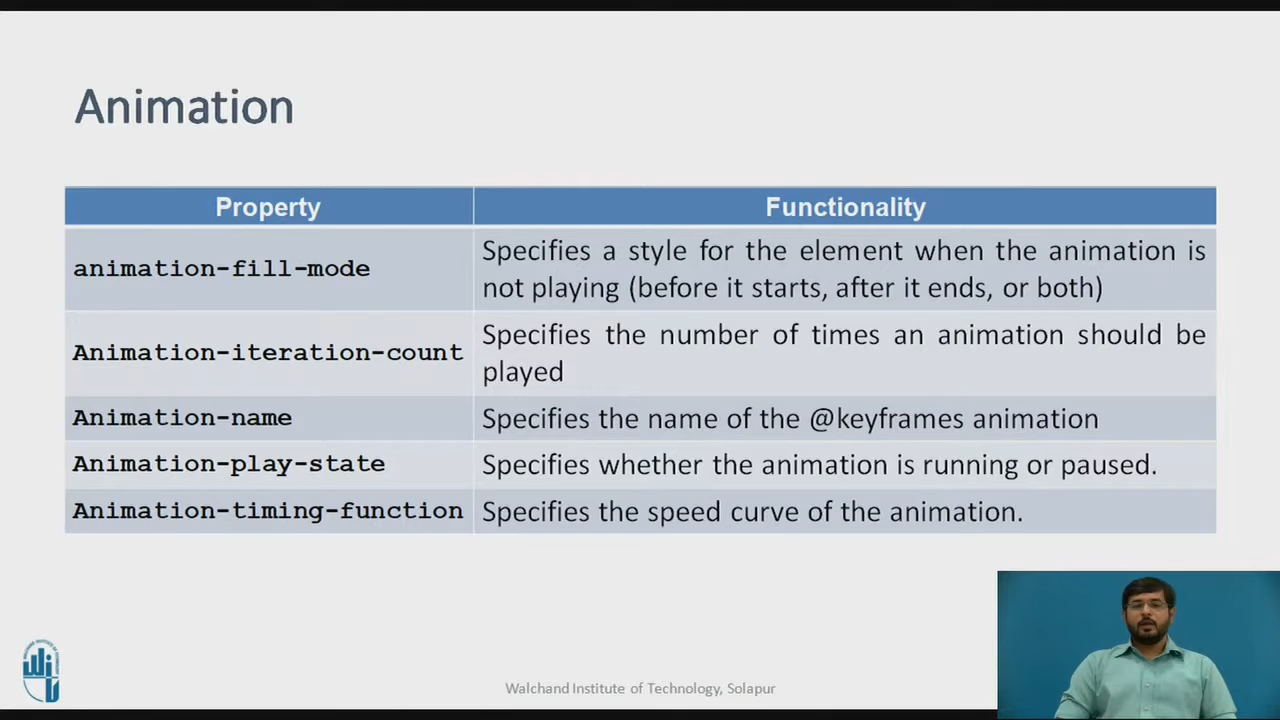 Animation
Property Functionality
animation-fill-mode
Specifies a style for the element when the animation is
not playing (before it starts, after it ends, or both)
Animation-iteration-count
Specifies the number of times an animation should be
played
Animation-name Specifies the name of the @keyframes animation
Animation-play-state Specifies whether the animation is running or paused.
Animation-timing-function Specifies the speed curve of the animation.
Walchand Institute of Technology, Solapur